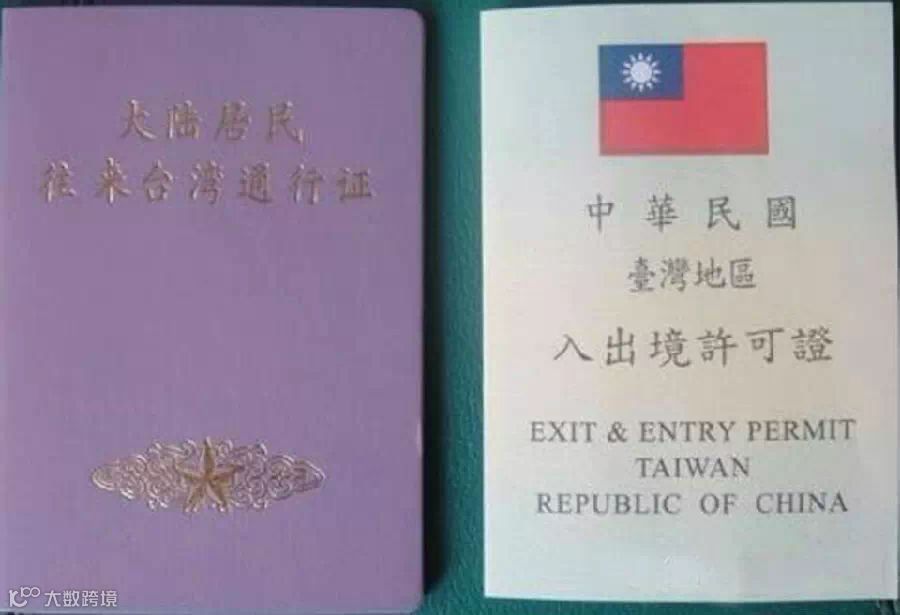 大陆居民
往来台湾通行证
中華民國
臺灣地區
入出境許可證
EXIT & ENTRY PERMIT
TAIWAN
REPUBLIC OF CHINA
大数跨境